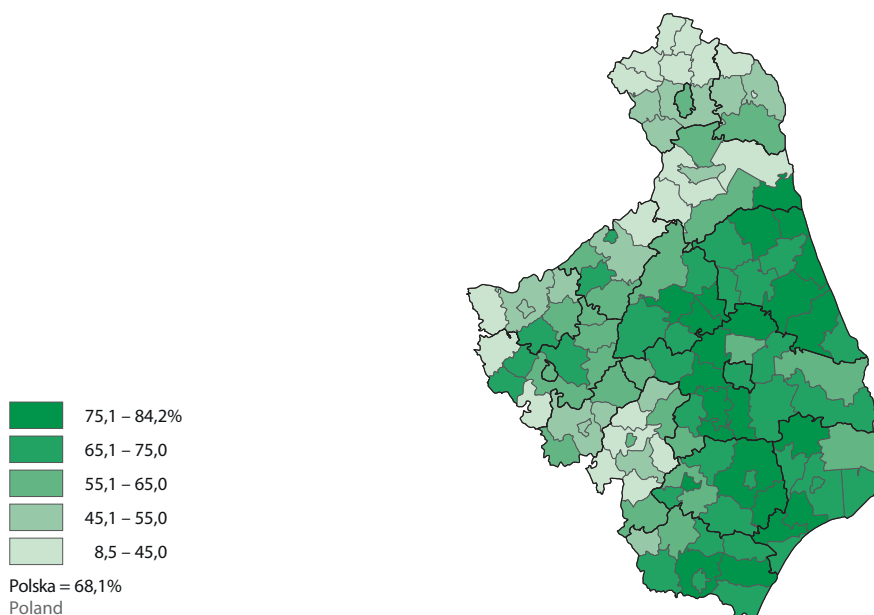 75,1 – 84,2%
65,1 – 75,0
55,1 – 65,0
45,1 – 55,0
8,5 – 45,0
Polska = 68,1%
Poland